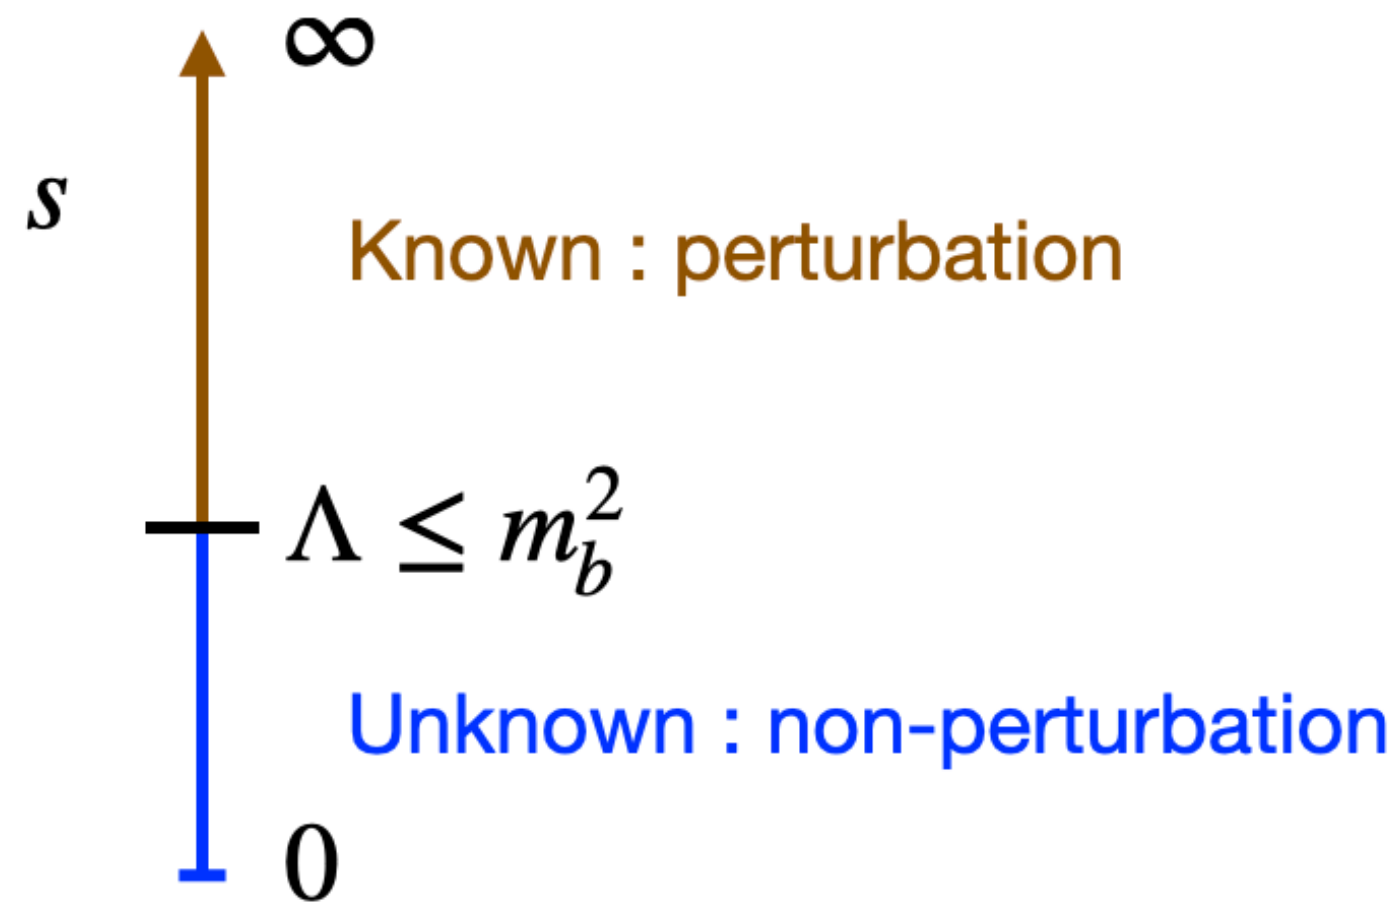 ∞
s
Known : perturbation
Λ ≤ m_b^2
Unknown : non-perturbation
0